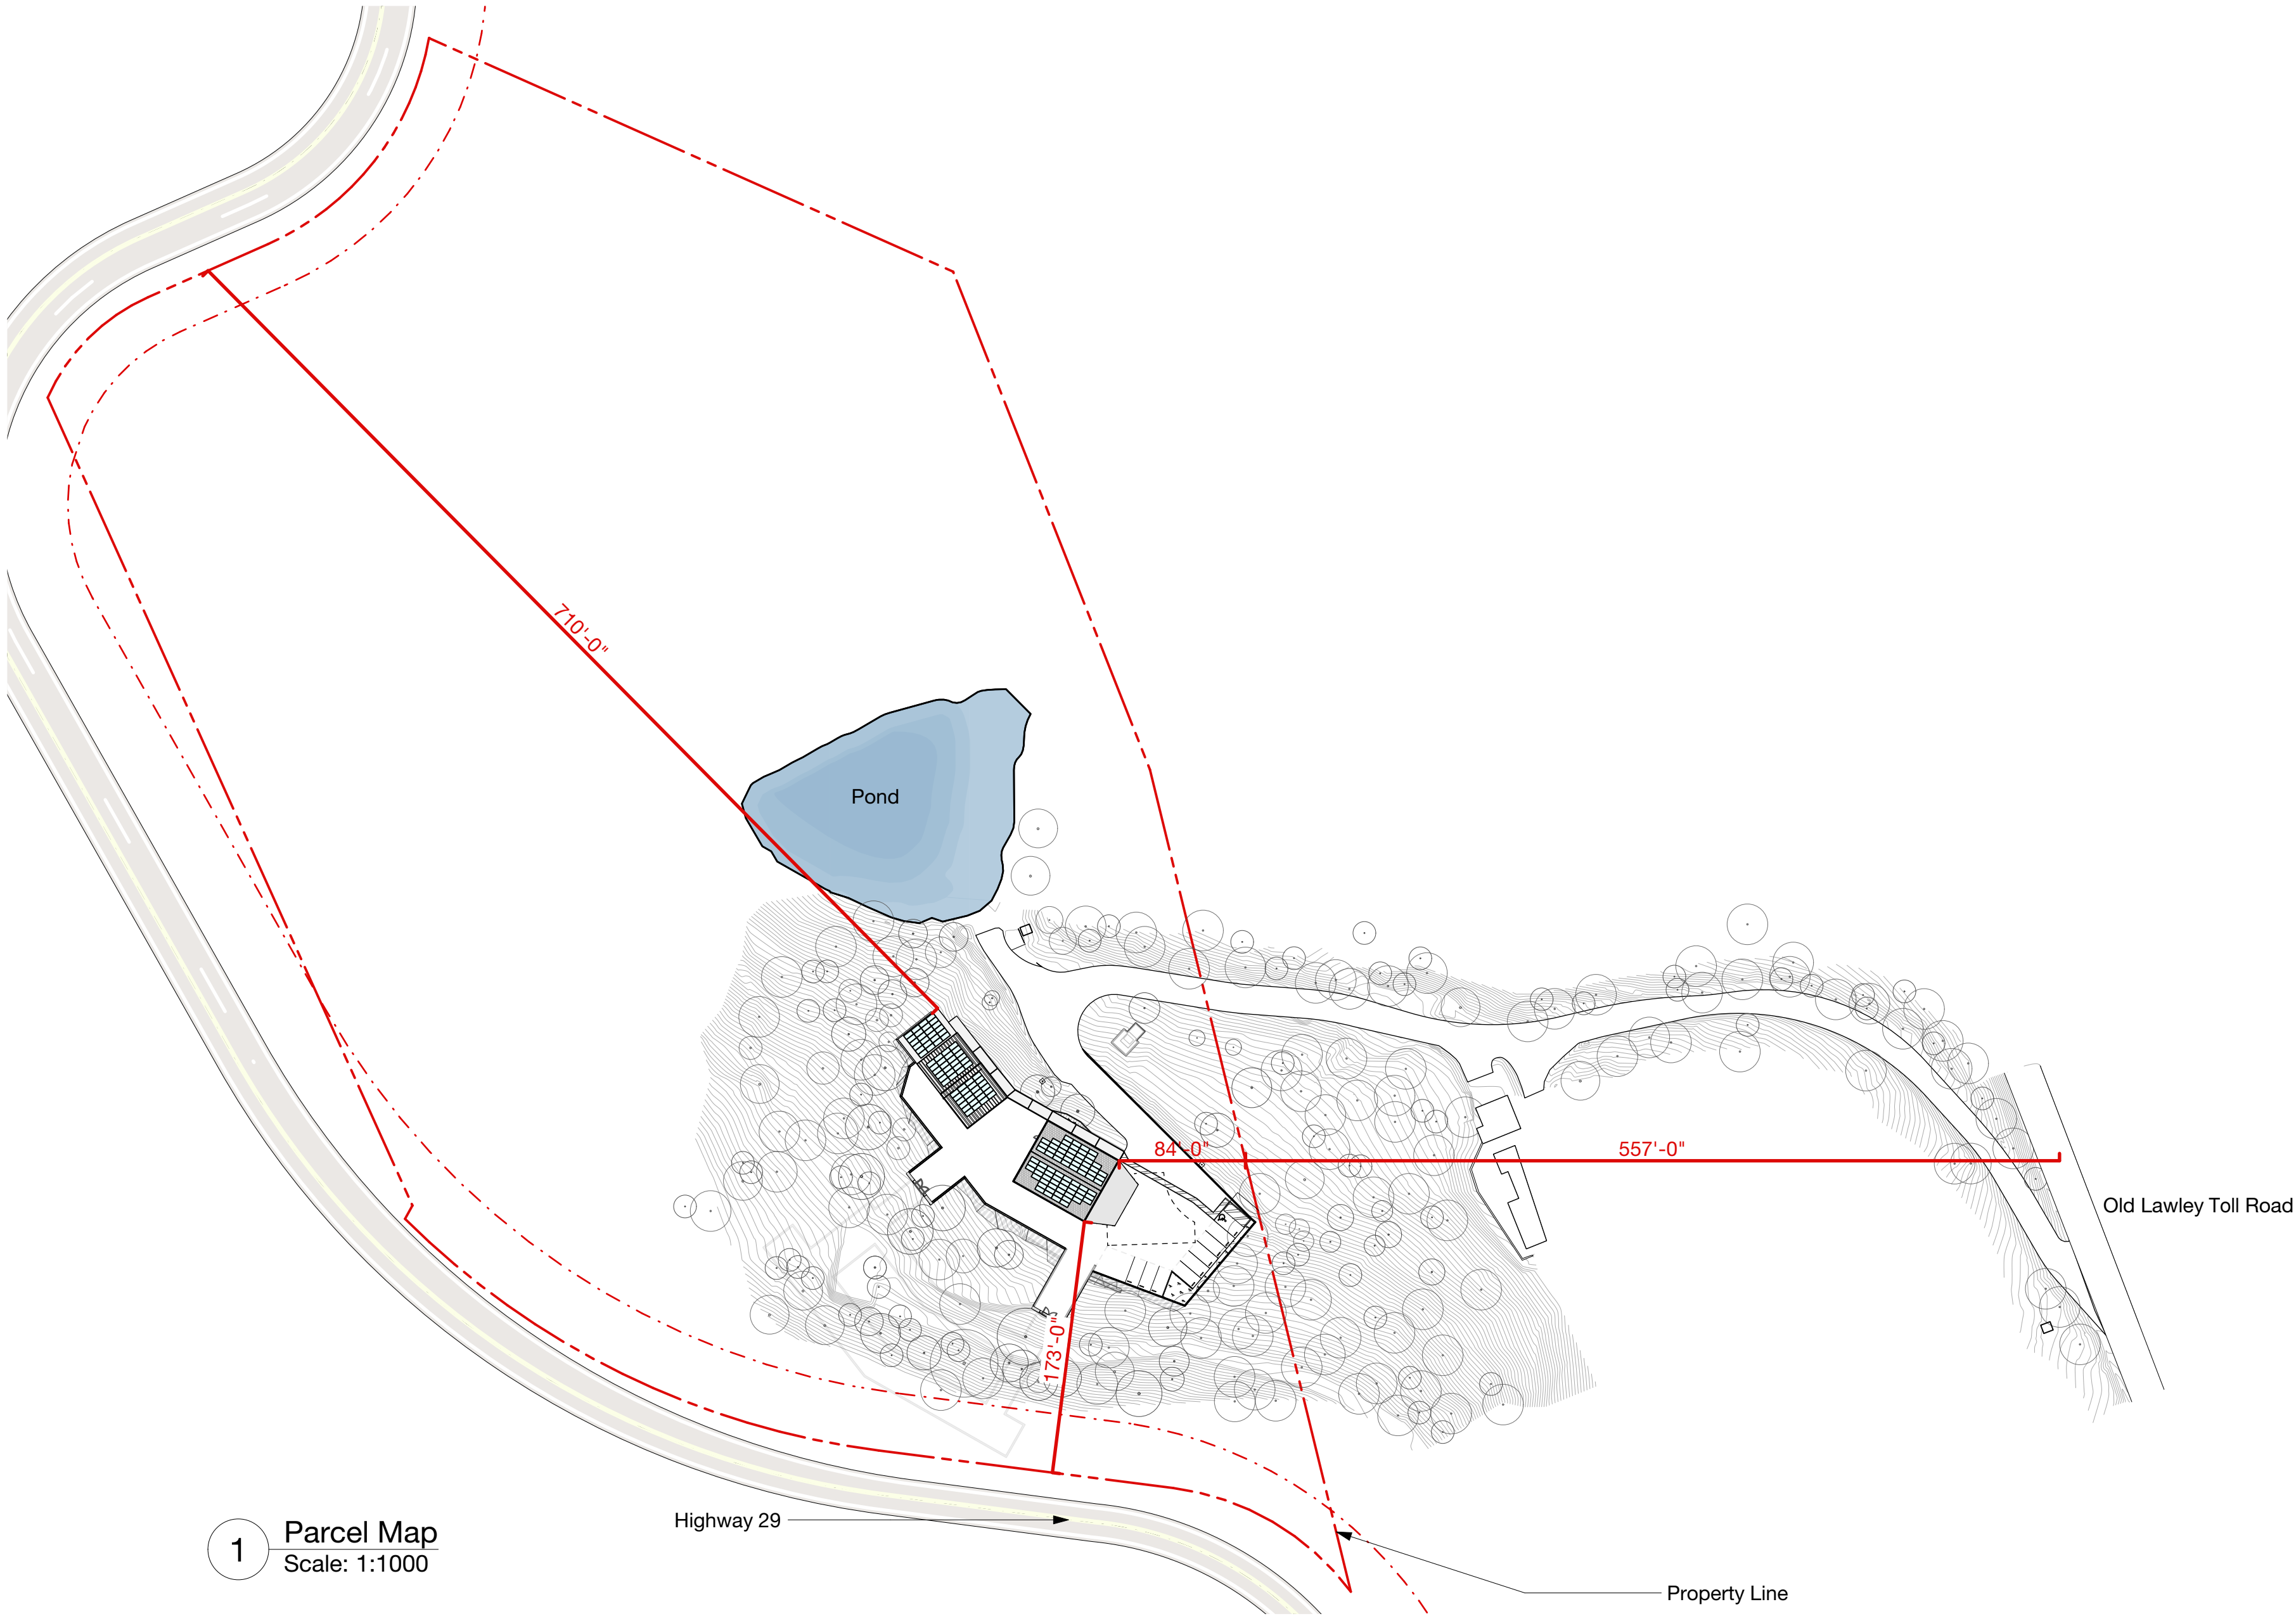 710'-0"
Pond
84'-0"
557'-0"
Old Lawley Toll Road
173'-0"
Highway 29
1
Parcel Map
Scale: 1:1000
Property Line